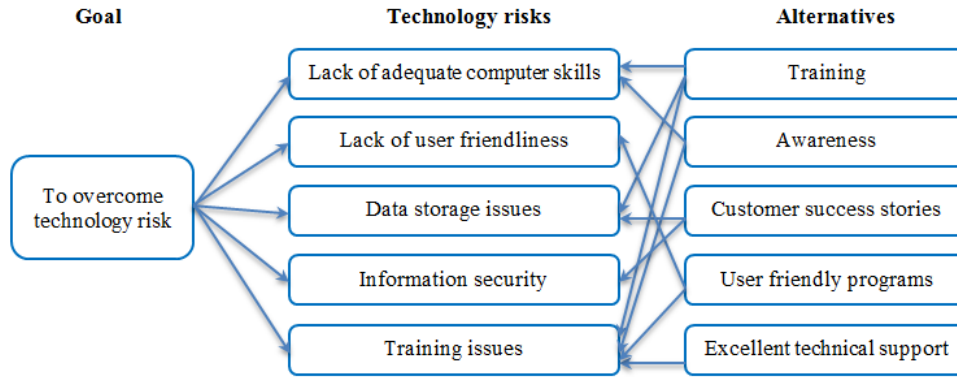 Goal
Technology risks
Alternatives
Lack of adequate computer skills
Training
Lack of user friendliness
Awareness
To overcome
technology risk
Data storage issues
Customer success stories
Information security
User friendly programs
Training issues
Excellent technical support